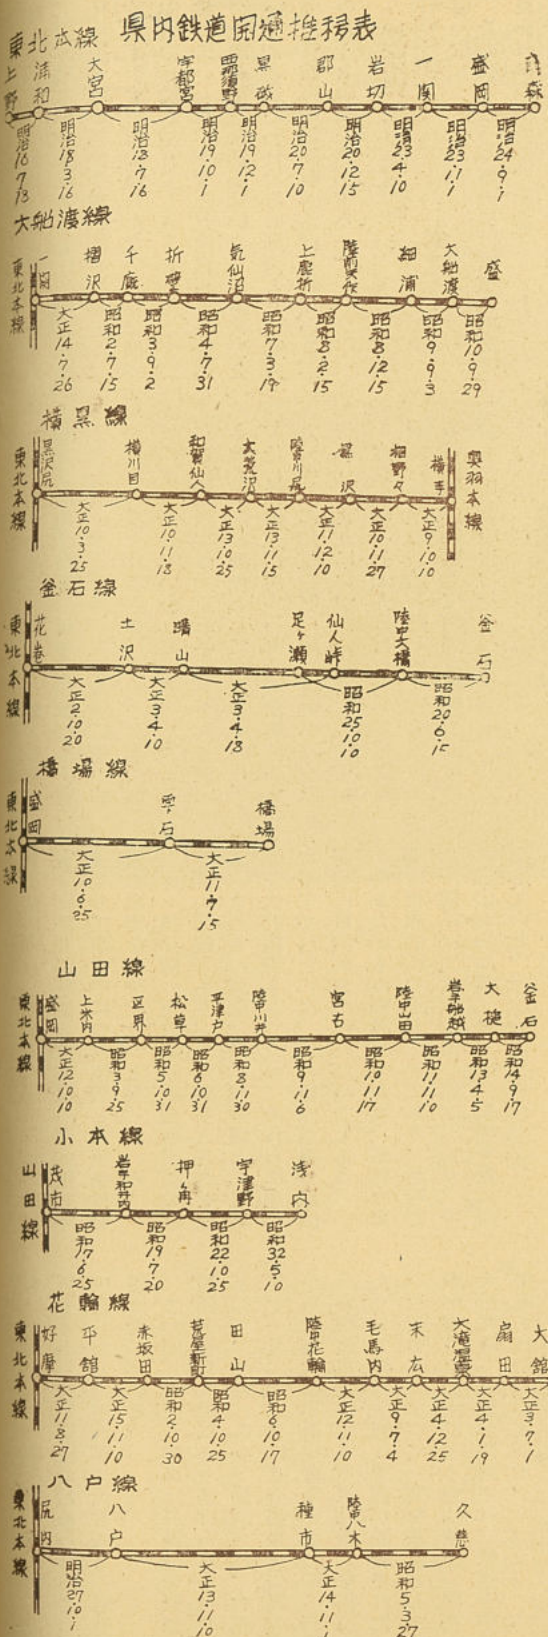 県内鉄道開通推移表
東北本線
上野
浦和
大宮
宇都宮
西那須野
黒磯
郡山
岩切
一関
盛岡
青森
明治16・7・13
明治18・3・16
明治18・7・16
明治19・10・1
明治19・12・1
明治20・7・10
明治20・12・15
明治23・4・10
明治23・11・1
明治24・9・1
大船渡線
東北本線
一関
摺沢
千厩
折壁
気仙沼
上鹿折
陸前矢作
細浦
大船渡
盛
大正14・7・26
昭和2・7・15
昭和3・9・2
昭和4・7・31
昭和7・3・19
昭和8・2・15
昭和8・12・15
昭和9・9・3
昭和10・9・29
横黒線
東北本線
黒沢尻
横川目
和賀仙人
大荒沢
陸中川尻
湯沢
相野々
横手
奥羽本線
大正10・3・25
大正10・11・18
大正13・10・25
大正13・11・15
大正11・12・10
大正10・11・27
大正9・10・10
釜石線
東北本線
花巻
土沢
晴山
足ヶ瀬
仙人峠
陸中大橋
釜石
大正2・10・20
大正3・4・10
大正3・4・18
昭和25・10・10
昭和20・6・15
橋場線
東北本線
盛岡
雫石
橋場
大正10・6・25
大正11・7・15
山田線
東北本線
盛岡
上米内
区界
松草
平津戸
陸中川井
宮古
陸中山田
岩手船越
大槌
釜石
大正12・10・10
昭和3・9・25
昭和5・10・31
昭和6・10・31
昭和8・11・30
昭和9・11・6
昭和10・11・17
昭和11・11・10
昭和13・4・5
昭和14・9・17
小本線
山田線
茂市
岩手和井内
押角
宇津野
浅内
昭和17・6・25
昭和19・7・20
昭和22・10・25
昭和32・5・10
花輪線
東北本線
好摩
平館
赤坂田
荒屋新町
田山
陸中花輪
毛馬内
末広
大滝温泉
扇田
大館
大正11・8・27
大正15・11・10
昭和2・10・30
昭和4・10・25
昭和6・10・17
大正12・11・10
大正9・7・4
大正4・12・25
大正4・1・19
大正3・7・1
八戸線
東北本線
尻内
八戸
種市
陸中八木
久慈
明治27・10・1
大正13・11・10
大正14・11・1
昭和5・3・27